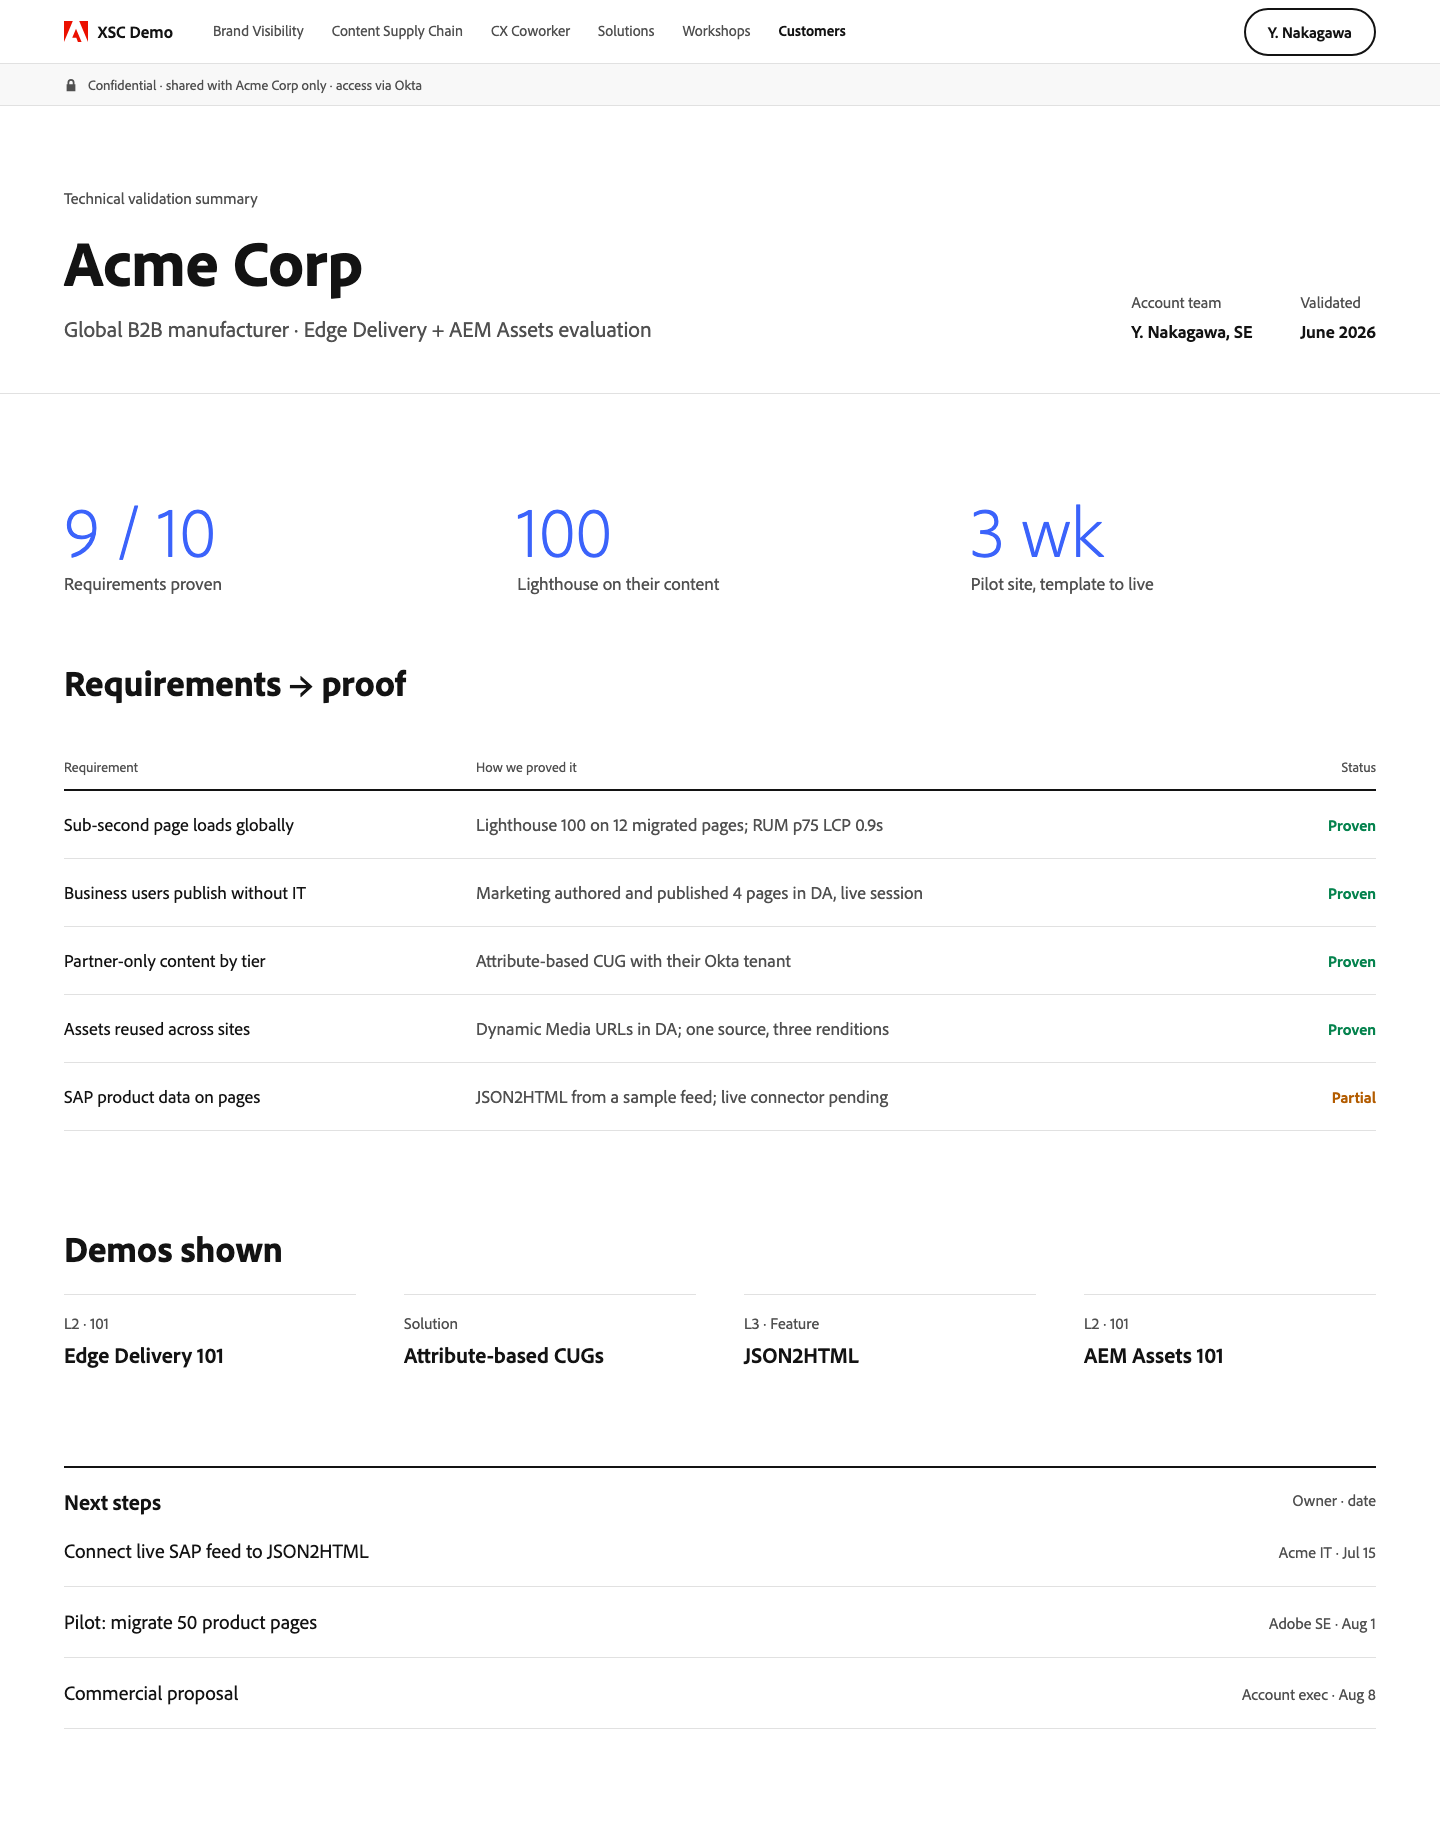 XSC Demo Brand Visibility Content Supply Chain CX Coworker Solutions Workshops Customers Y. Nakagawa
Confidential · shared with Acme Corp only · access via Okta
Technical validation summary
Acme Corp
Global B2B manufacturer · Edge Delivery + AEM Assets evaluation
Account team Validated
Y. Nakagawa, SE June 2026
9 / 10 100 3 wk
Requirements proven Lighthouse on their content Pilot site, template to live
Requirements → proof
Requirement How we proved it Status
Sub-second page loads globally Lighthouse 100 on 12 migrated pages; RUM p75 LCP 0.9s Proven
Business users publish without IT Marketing authored and published 4 pages in DA, live session Proven
Partner-only content by tier Attribute-based CUG with their Okta tenant Proven
Assets reused across sites Dynamic Media URLs in DA; one source, three renditions Proven
SAP product data on pages JSON2HTML from a sample feed; live connector pending Partial
Demos shown
L2 · 101 Solution L3 · Feature L2 · 101
Edge Delivery 101 Attribute-based CUGs JSON2HTML AEM Assets 101
Next steps Owner · date
Connect live SAP feed to JSON2HTML Acme IT · Jul 15
Pilot: migrate 50 product pages Adobe SE · Aug 1
Commercial proposal Account exec · Aug 8